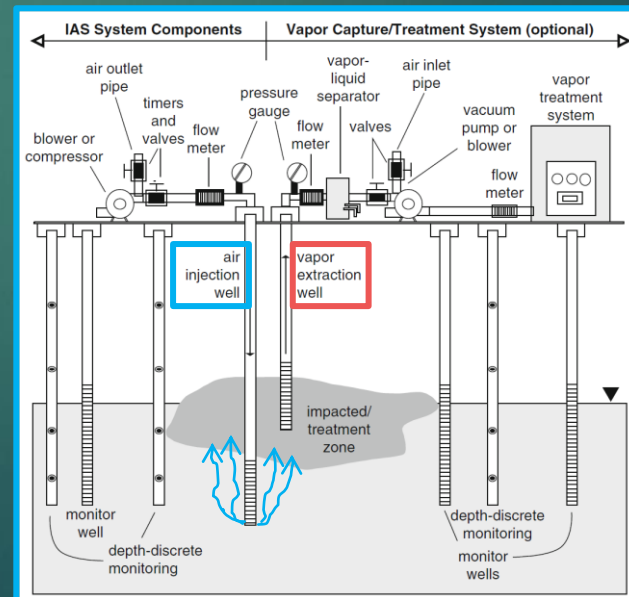 IAS System Components
Vapor Capture/Treatment System (optional)
air outlet
pipe
timers
and
valves
flow
meter
pressure
gauge
blower or
compressor
flow
meter
vapor-
liquid
separator
valves
air inlet
pipe
vacuum
pump or
blower
flow
meter
vapor
treatment
system
air
injection
well
vapor
extraction
well
impacted/
treatment
zone
monitor
well
depth-discrete
monitoring
depth-discrete
monitoring
monitor
wells